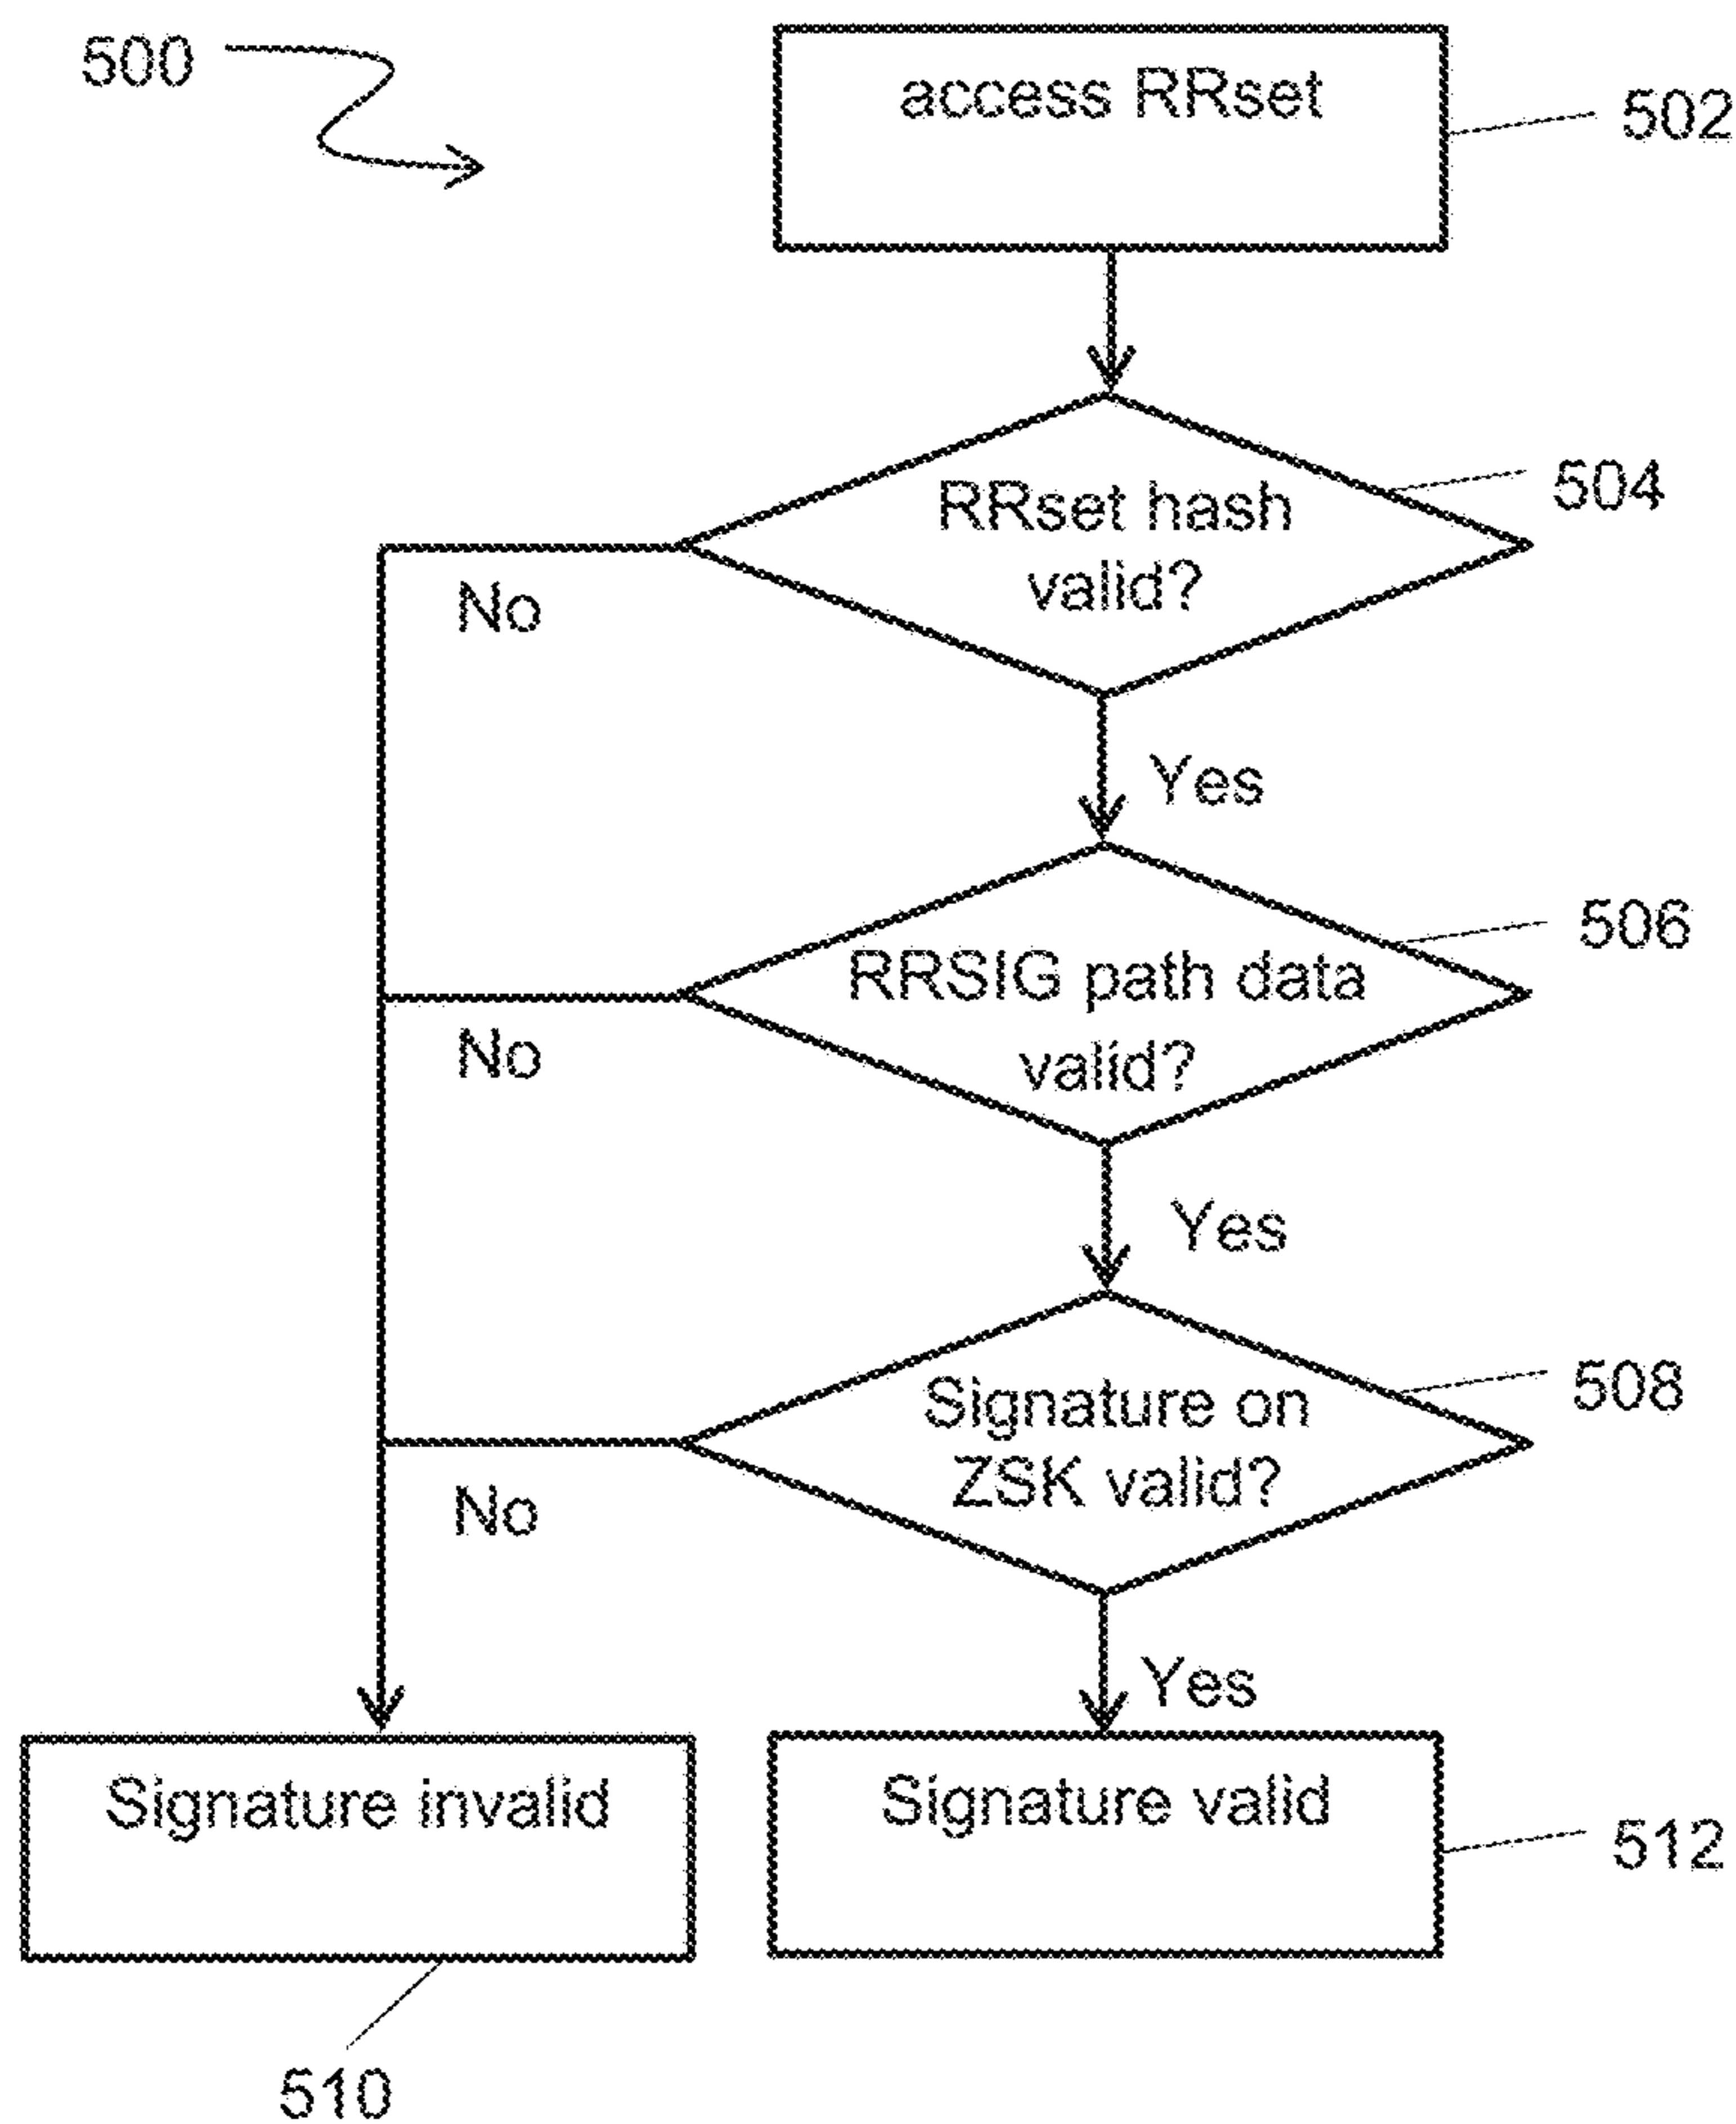 500
access RRset
502
RRset hash
valid?
504
No
Yes
RRSIG path data
valid?
506
No
Yes
Signature on
ZSK valid?
508
No
Yes
Signature invalid
Signature valid
512
510